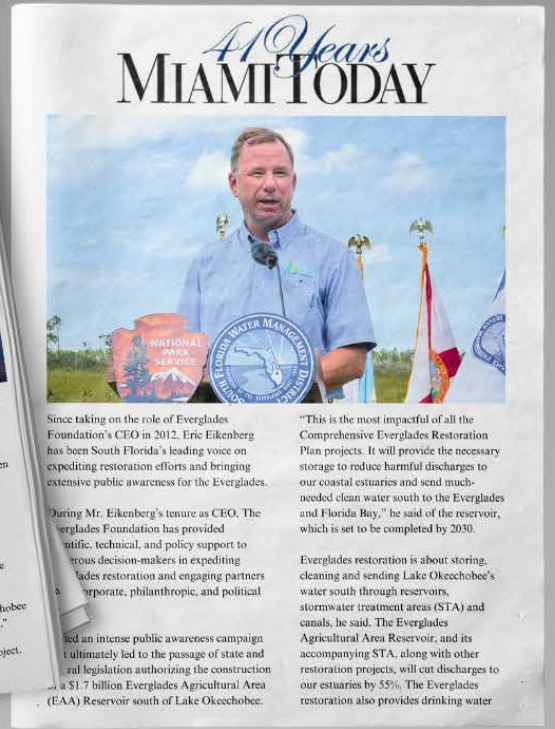 41 Years
MIAMI TODAY
NATIONAL
PARK
SERVICE
SOUTH FLORIDA WATER MANAGEMENT DISTRICT
Since taking on the role of Everglades
Foundation's CEO in 2012, Eric Eikenberg
has been South Florida's leading voice on
expediting restoration efforts and bringing
extensive public awareness for the Everglades.
During Mr. Eikenberg's tenure as CEO, The
verglades Foundation has provided
entific, technical, and policy support to
erous decision-makers in expediting
lades restoration and engaging partners
orporate, philanthropic, and political
led an intense public awareness campaign
t ultimately led to the passage of state and
ral legislation authorizing the construction
a $1.7 billion Everglades Agricultural Area
(EAA) Reservoir south of Lake Okeechobee.
"This is the most impactful of all the
Comprehensive Everglades Restoration
Plan projects. It will provide the necessary
storage to reduce harmful discharges to
our coastal estuaries and send much-
needed clean water south to the Everglades
and Florida Bay," he said of the reservoir,
which is set to be completed by 2030.
Everglades restoration is about storing,
cleaning and sending Lake Okeechobee's
water south through reservoirs,
stormwater treatment areas (STA) and
canals, he said. The Everglades
Agricultural Area Reservoir, and its
accompanying STA, along with other
restoration projects, will cut discharges to
our estuaries by 55%. The Everglades
restoration also provides drinking water